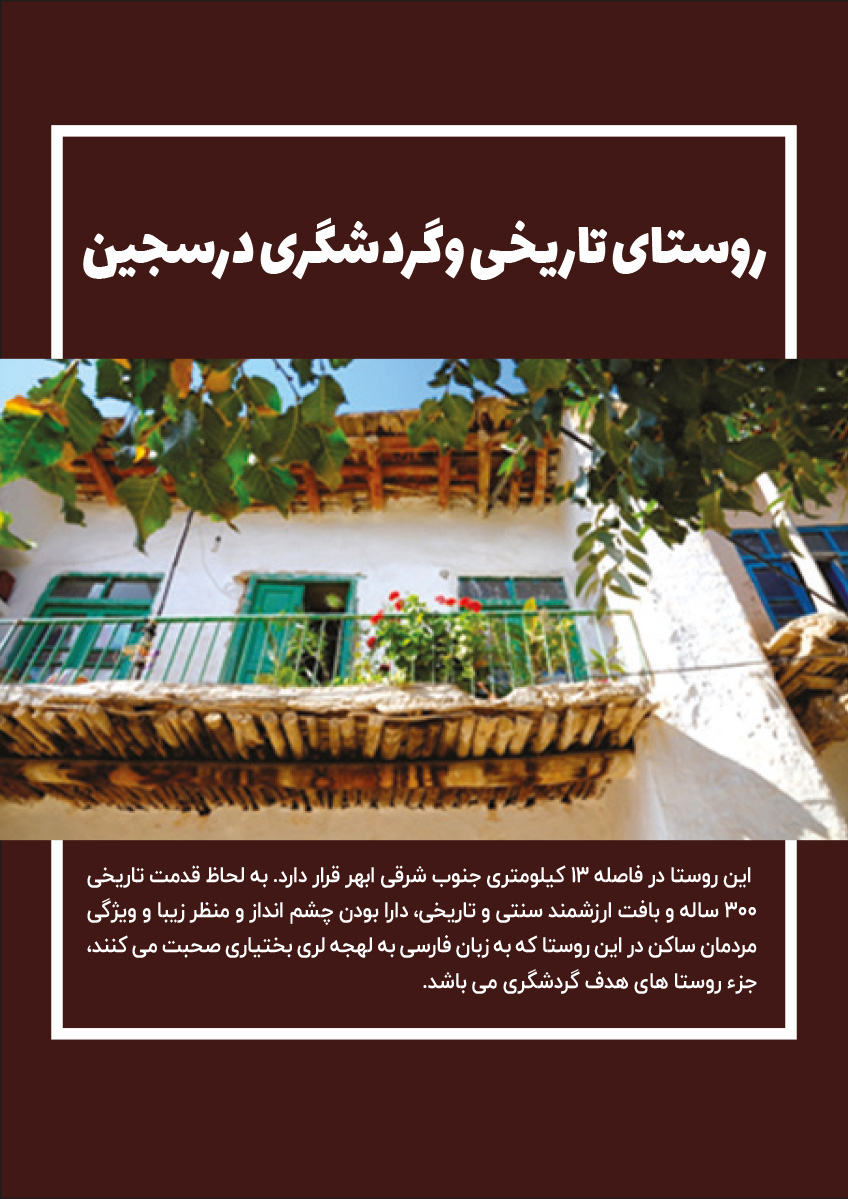 روستای تاریخی وگردشگری درسجین
این روستا در فاصله ۱۳ کیلومتری جنوب شرقی ابهر قرار دارد. به لحاظ قدمت تاریخی
۳۰۰ ساله و بافت ارزشمند سنتی و تاریخی، دارا بودن چشم انداز و منظر زیبا و ویژگی
مردمان ساکن در این روستا که به زبان فارسی به لهجه لری بختیاری صحبت می کنند،
جزء روستا های هدف گردشگری می باشد.